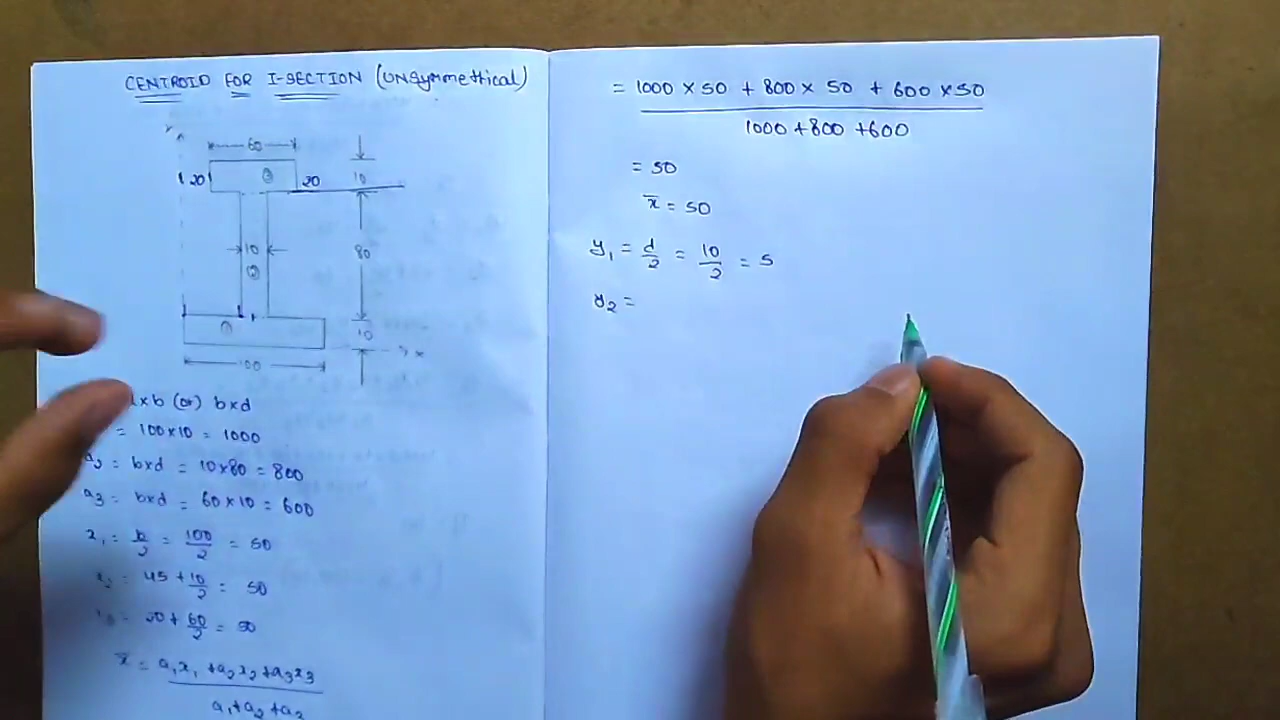 CENTROID FOR I-SECTION (UNSymmetrical)
60
20 ③ 20 10
10 80
②
① 10
x
100
x b (or) b x d
= 100 x 10 = 1000
= b x d = 10 x 80 = 800
a3 = b x d = 60 x 10 = 600
x1 = b/2 = 100/2 = 50
= 45 + 10/2 = 50
+ 60/2 = 50
x̄ = a1x1 + a2x2 + a3x3
a1 + a2 + a3
= 1000 x 50 + 800 x 50 + 600 x 50
1000 + 800 + 600
= 50
x̄ = 50
y1 = d/2 = 10/2 = 5
y2 =